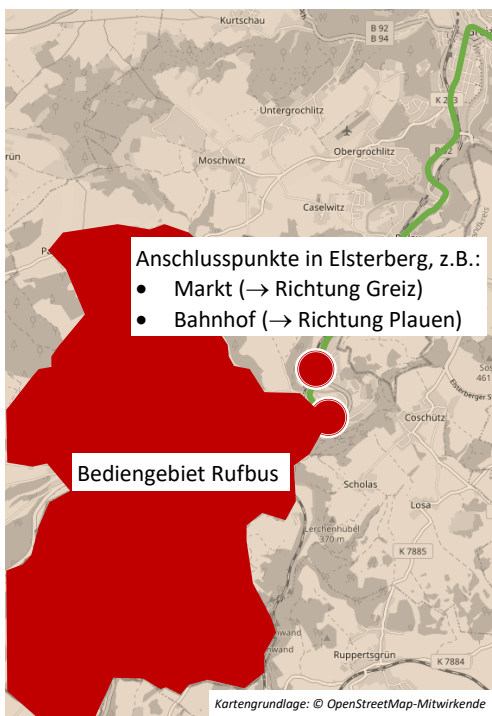 Kurtschau
B 92
B 94
Untergrochlitz
Obergrochlitz
Moschwitz
Caselwitz
Anschlusspunkte in Elsterberg, z.B.:
• Markt (→ Richtung Greiz)
• Bahnhof (→ Richtung Plauen)
461
Coschütz
Bediengebiet Rufbus
Scholas
Losa
Lerchenhübel
370 m
K 7885
Ruppertsgrün
K 7884
Kartengrundlage: © OpenStreetMap-Mitwirkende